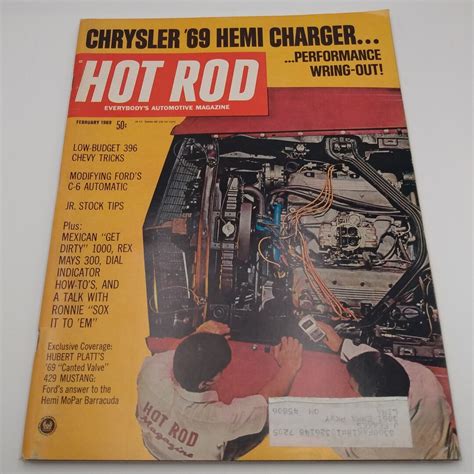 CHRYSLER '69 HEMI CHARGER...
...PERFORMANCE
WRING-OUT!
HOT ROD
EVERYBODY'S AUTOMOTIVE MAGAZINE
FEBRUARY 1969 50¢
LOW-BUDGET 396
CHEVY TRICKS
MODIFYING FORD'S
C-6 AUTOMATIC
JR. STOCK TIPS
Plus:
MEXICAN "GET
DIRTY" 1000, REX
MAYS 300, DIAL
INDICATOR
HOW-TO'S, AND
A TALK WITH
RONNIE "SOX
IT TO 'EM"
Exclusive Coverage:
HUBERT PLATT'S
'69 "Canted Valve"
429 MUSTANG:
Ford's answer to the
Hemi MoPar Barracuda
HOT ROD
Magazine